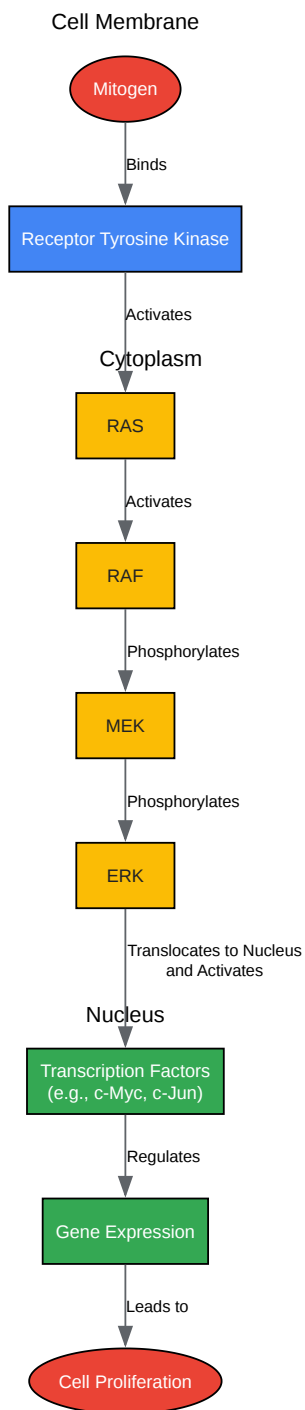 Cell Membrane
Mitogen
Binds
Receptor Tyrosine Kinase
Activates
Cytoplasm
RAS
Activates
RAF
Phosphorylates
MEK
Phosphorylates
ERK
Translocates to Nucleus
and Activates
Nucleus
Transcription Factors
(e.g., c-Myc, c-Jun)
Regulates
Gene Expression
Leads to
Cell Proliferation